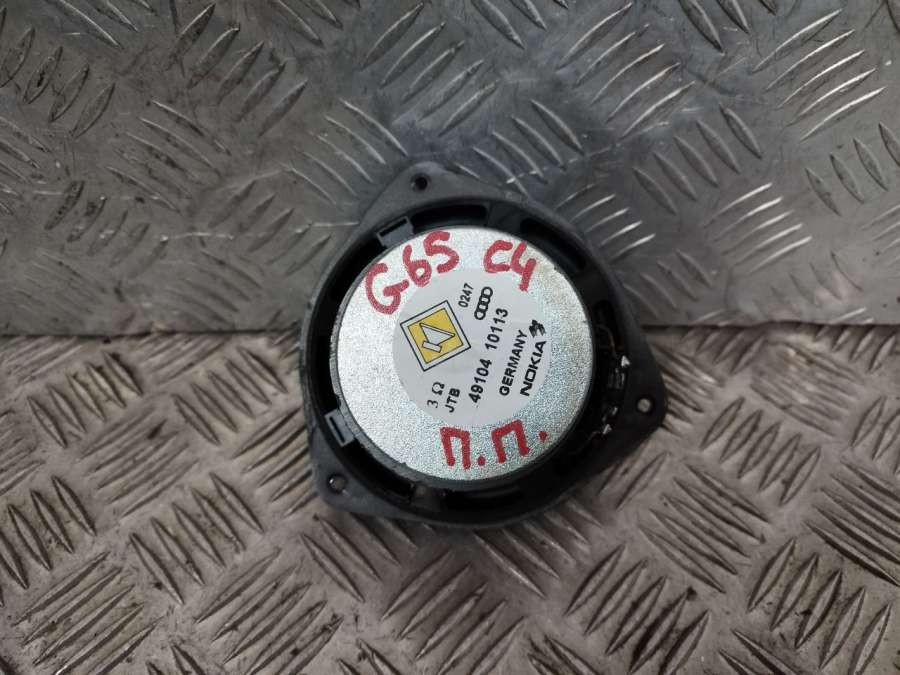 G65 C4
0247
49104 10113
GERMANY
NOKIA
3 Ω
JTB
П.П.